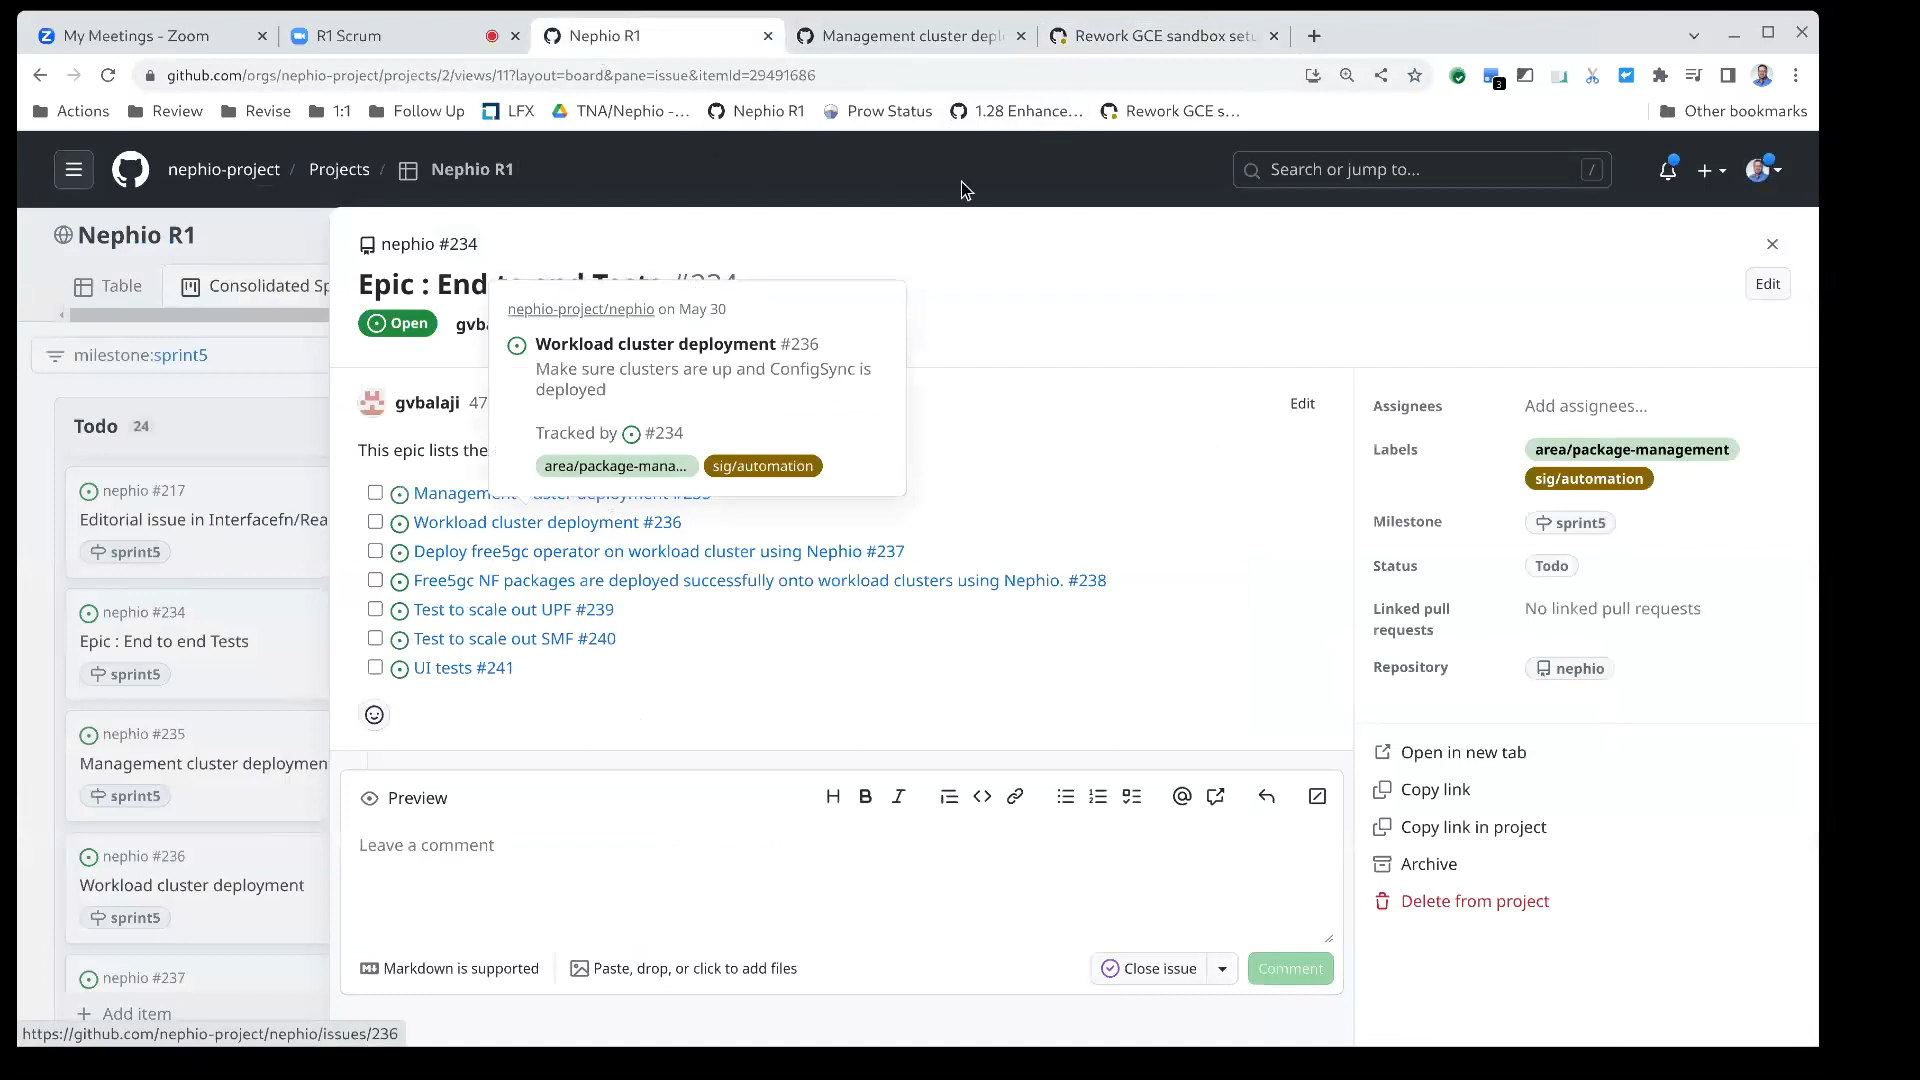 My Meetings - Zoom
R1 Scrum
Nephio R1
Management cluster depl
Rework GCE sandbox setu
github.com/orgs/nephio-project/projects/2/views/11?layout=board&pane=issue&itemId=29491686
3
Actions
Review
Revise
1:1
Follow Up
LFX
TNA/Nephio -...
Nephio R1
Prow Status
1.28 Enhance...
Rework GCE s...
Other bookmarks
nephio-project / Projects / Nephio R1
Search or jump to...
/
Nephio R1
Table
Consolidated Sp
milestone:sprint5
Todo 24
nephio #217
Editorial issue in Interfacefn/Rea
sprint5
nephio #234
Epic : End to end Tests
sprint5
nephio #235
Management cluster deploymen
sprint5
nephio #236
Workload cluster deployment
sprint5
nephio #237
Add item
https://github.com/nephio-project/nephio/issues/236
nephio #234
Epic : End to end Tests #234
Edit
Open
gvba
nephio-project/nephio on May 30
Workload cluster deployment #236
Make sure clusters are up and ConfigSync is
deployed
Tracked by #234
area/package-mana...
sig/automation
gvbalaji 47
Edit
This epic lists the
Management cluster deployment #235
Workload cluster deployment #236
Deploy free5gc operator on workload cluster using Nephio #237
Free5gc NF packages are deployed successfully onto workload clusters using Nephio. #238
Test to scale out UPF #239
Test to scale out SMF #240
UI tests #241
Preview
H B I
Leave a comment
Markdown is supported
Paste, drop, or click to add files
Close issue
Comment
Assignees
Add assignees...
Labels
area/package-management
sig/automation
Milestone
sprint5
Status
Todo
Linked pull
requests
No linked pull requests
Repository
nephio
Open in new tab
Copy link
Copy link in project
Archive
Delete from project